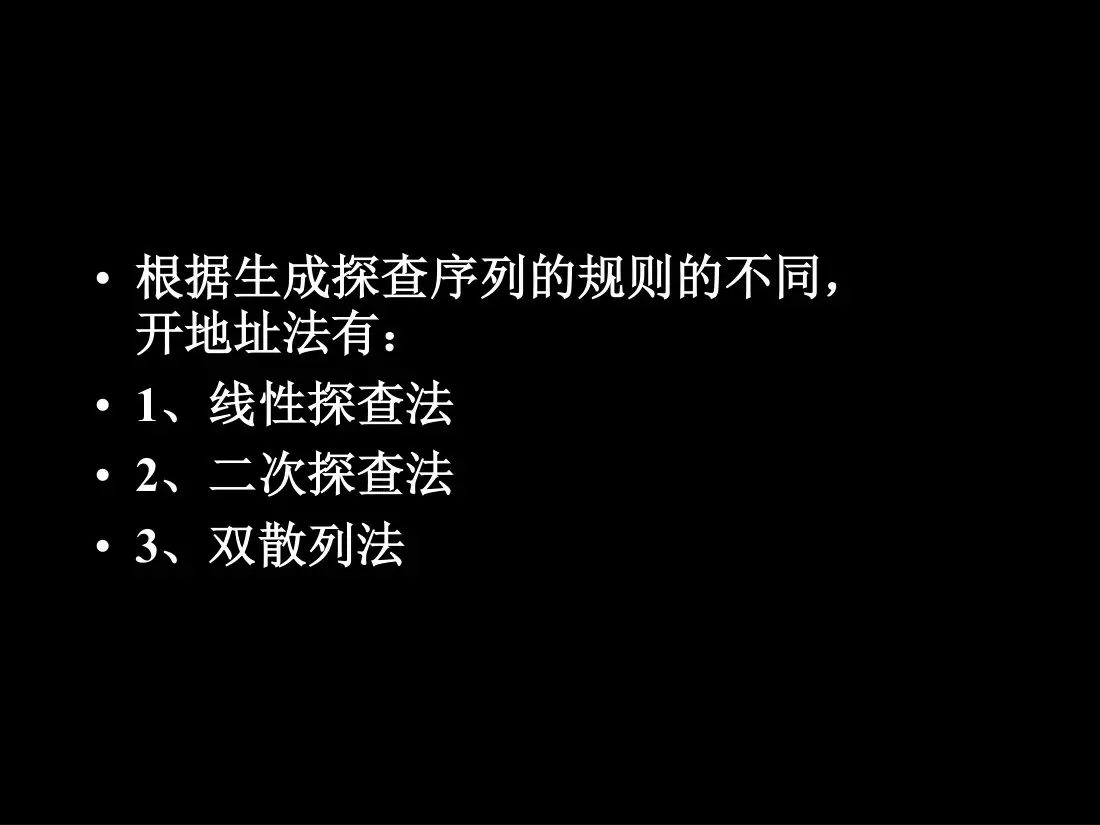 • 根据生成探查序列的规则的不同，
开地址法有：
• 1、线性探查法
• 2、二次探查法
• 3、双散列法